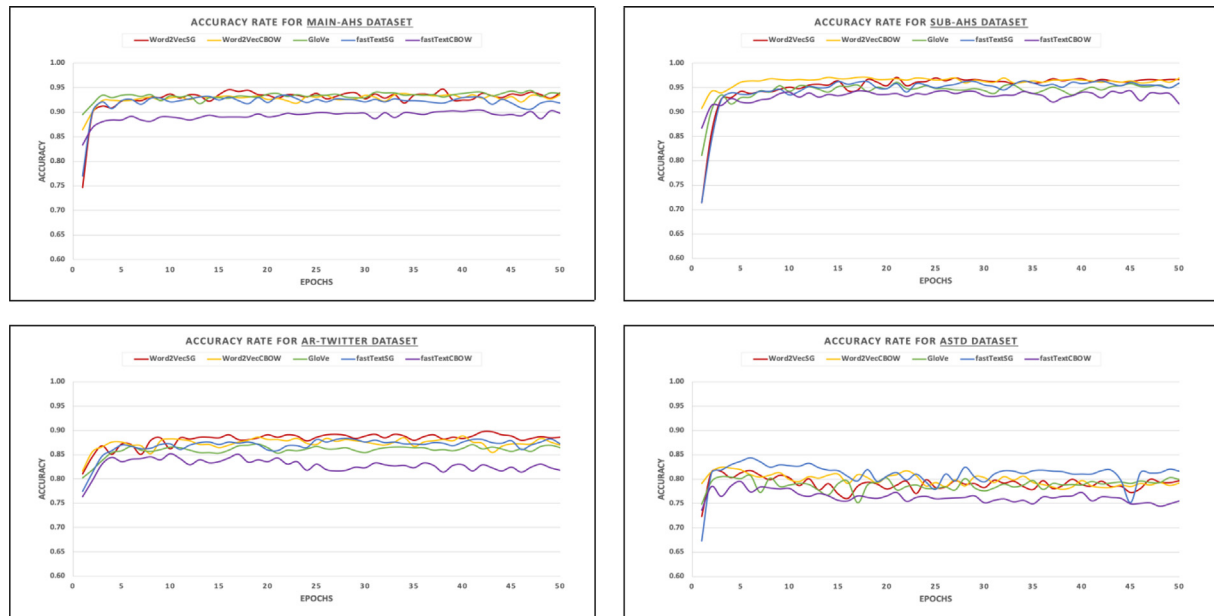 ACCURACY RATE FOR MAIN-AHS DATASET
Word2VecSG Word2VecCBOW GloVe fastTextSG fastTextCBOW
1.00
0.95
0.90
0.85
0.80
0.75
0.70
0.65
0.60
ACCURACY
0 5 10 15 20 25 30 35 40 45 50
EPOCHS
ACCURACY RATE FOR SUB-AHS DATASET
Word2VecSG Word2VecCBOW GloVe fastTextSG fastTextCBOW
1.00
0.95
0.90
0.85
0.80
0.75
0.70
0.65
0.60
ACCURACY
0 5 10 15 20 25 30 35 40 45 50
EPOCHS
ACCURACY RATE FOR AR-TWITTER DATASET
Word2VecSG Word2VecCBOW GloVe fastTextSG fastTextCBOW
1.00
0.95
0.90
0.85
0.80
0.75
0.70
0.65
0.60
ACCURACY
0 5 10 15 20 25 30 35 40 45 50
EPOCHS
ACCURACY RATE FOR ASTD DATASET
Word2VecSG Word2VecCBOW GloVe fastTextSG fastTextCBOW
1.00
0.95
0.90
0.85
0.80
0.75
0.70
0.65
0.60
ACCURACY
0 5 10 15 20 25 30 35 40 45 50
EPOCHS